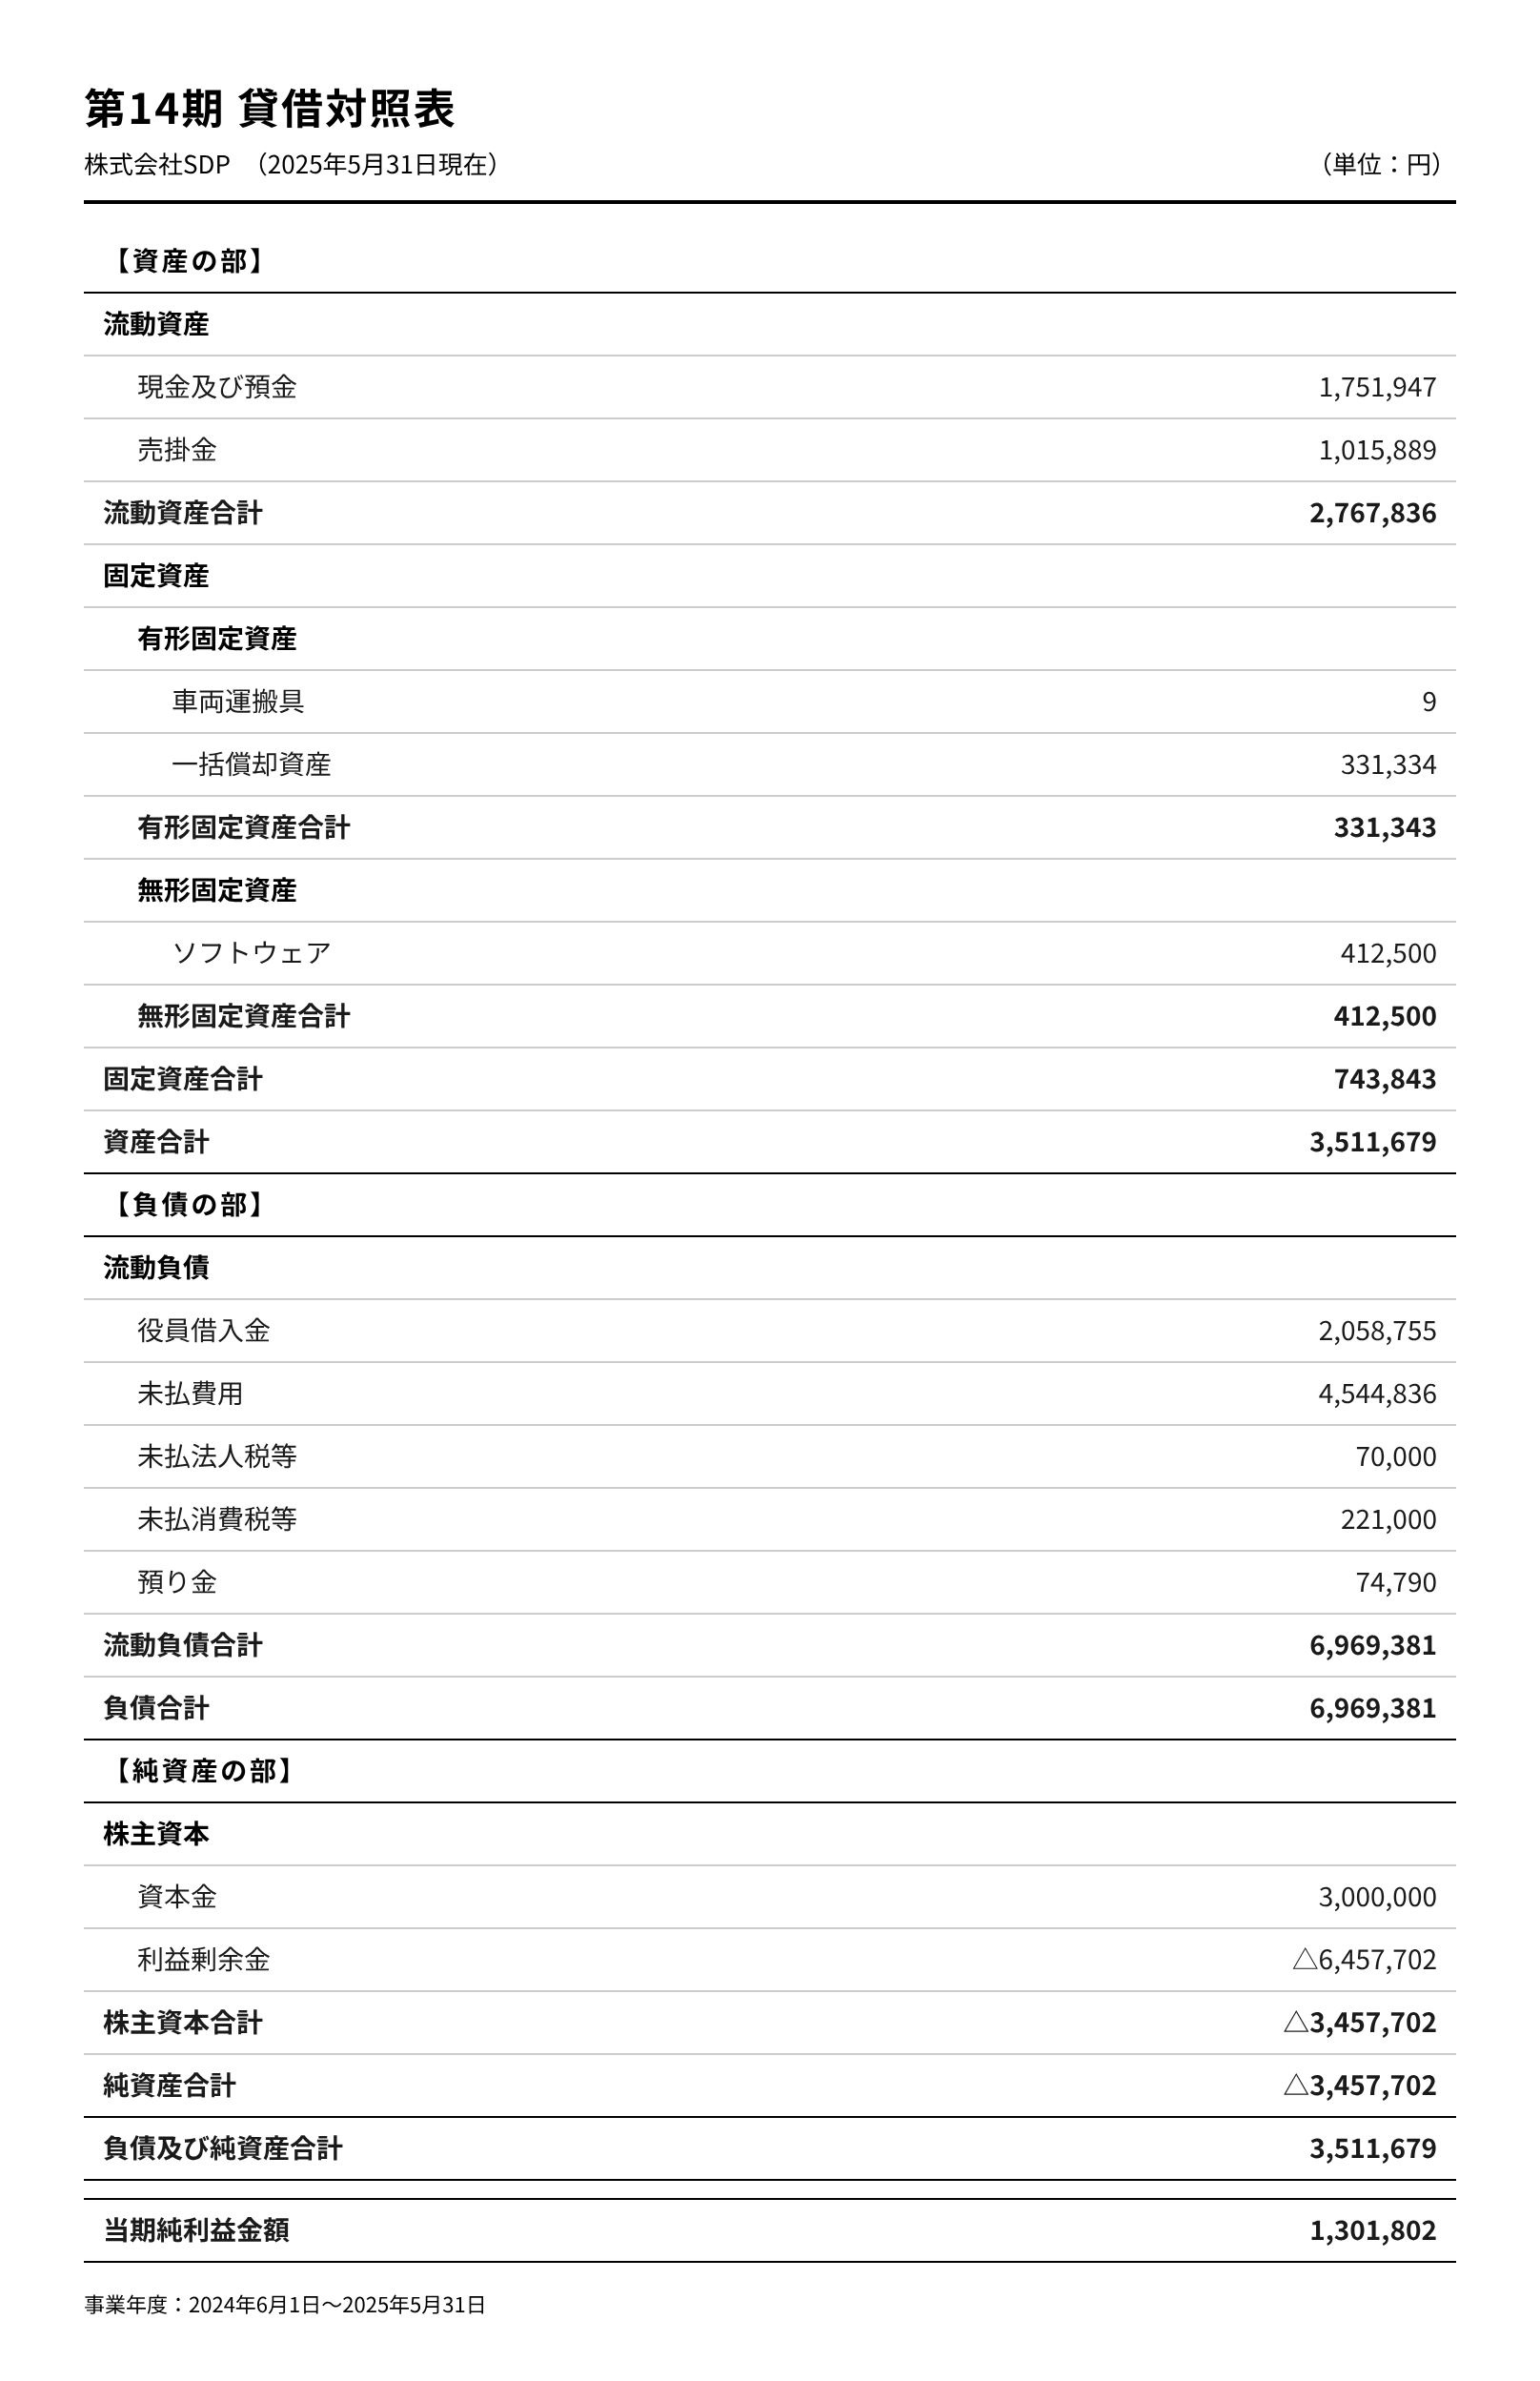 第14期 貸借対照表
株式会社SDP （2025年5月31日現在） （単位：円）
【資産の部】
流動資産
現金及び預金 1,751,947
売掛金 1,015,889
流動資産合計 2,767,836
固定資産
有形固定資産
車両運搬具 9
一括償却資産 331,334
有形固定資産合計 331,343
無形固定資産
ソフトウェア 412,500
無形固定資産合計 412,500
固定資産合計 743,843
資産合計 3,511,679
【負債の部】
流動負債
役員借入金 2,058,755
未払費用 4,544,836
未払法人税等 70,000
未払消費税等 221,000
預り金 74,790
流動負債合計 6,969,381
負債合計 6,969,381
【純資産の部】
株主資本
資本金 3,000,000
利益剰余金 △6,457,702
株主資本合計 △3,457,702
純資産合計 △3,457,702
負債及び純資産合計 3,511,679
当期純利益金額 1,301,802
事業年度：2024年6月1日～2025年5月31日